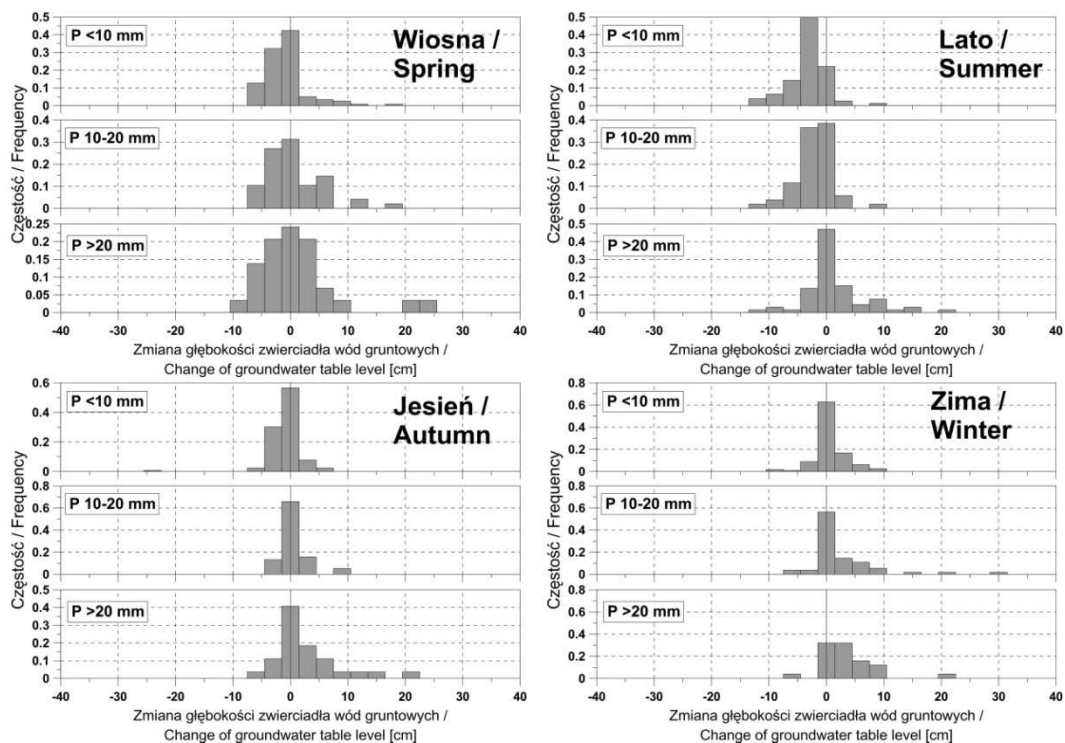 Wiosna /
Spring
Częstość / Frequency
P <10 mm
0.5
0.4
0.3
0.2
0.1
0
P 10-20 mm
0.4
0.3
0.2
0.1
0
P >20 mm
0.25
0.2
0.15
0.1
0.05
0
-40 -30 -20 -10 0 10 20 30 40
Zmiana głębokości zwierciadła wód gruntowych /
Change of groundwater table level [cm]
Lato /
Summer
Częstość / Frequency
P <10 mm
0.5
0.4
0.3
0.2
0.1
0
P 10-20 mm
0.4
0.3
0.2
0.1
0
P >20 mm
0.5
0.4
0.3
0.2
0.1
0
-40 -30 -20 -10 0 10 20 30 40
Zmiana głębokości zwierciadła wód gruntowych /
Change of groundwater table level [cm]
Jesień /
Autumn
Częstość / Frequency
P <10 mm
0.6
0.4
0.2
0
P 10-20 mm
0.8
0.6
0.4
0.2
0
P >20 mm
0.5
0.4
0.3
0.2
0.1
0
-40 -30 -20 -10 0 10 20 30 40
Zmiana głębokości zwierciadła wód gruntowych /
Change of groundwater table level [cm]
Zima /
Winter
Częstość / Frequency
P <10 mm
0.8
0.6
0.4
0.2
0
P 10-20 mm
0.8
0.6
0.4
0.2
0
P >20 mm
0.8
0.6
0.4
0.2
0
-40 -30 -20 -10 0 10 20 30 40
Zmiana głębokości zwierciadła wód gruntowych /
Change of groundwater table level [cm]